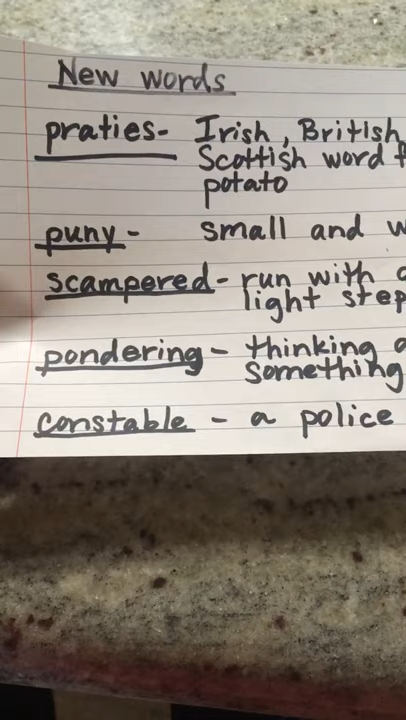 New words
praties- Irish, British
Scottish word
potato
puny - small and
scampered - run with
light step
pondering - thinking
something
constable - a police